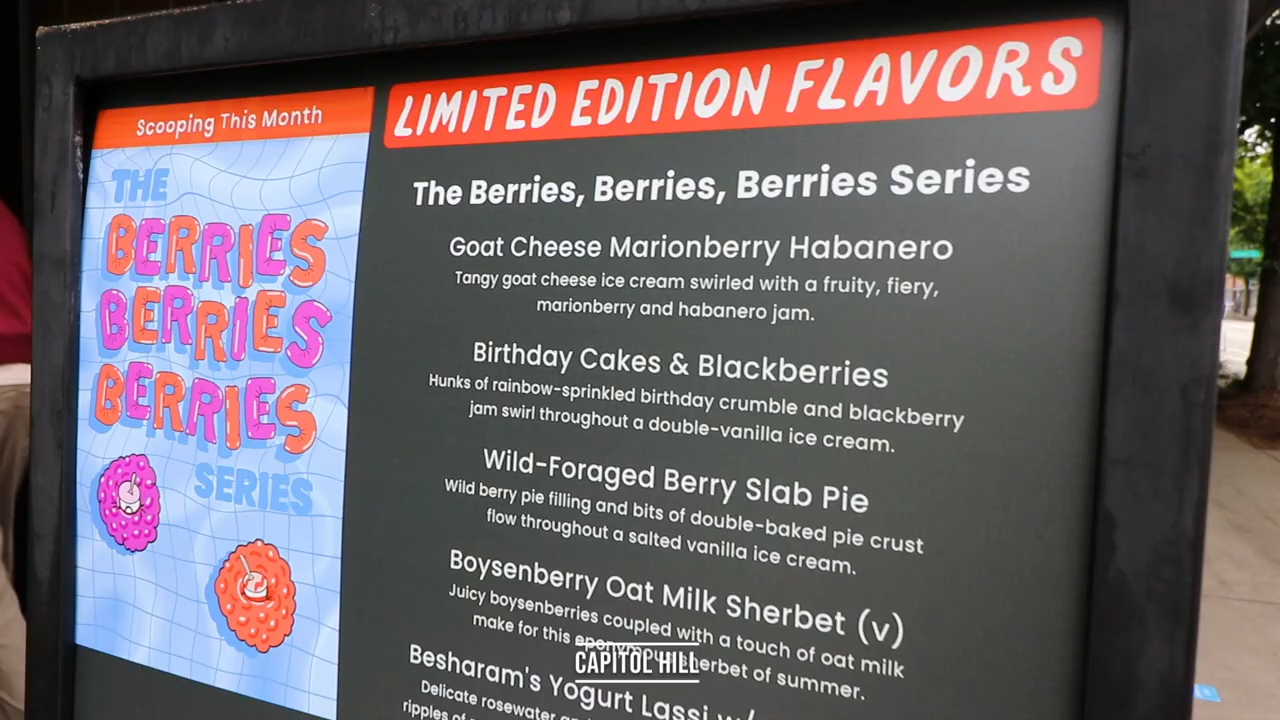 Scooping This Month
THE
BERRIES
BERRIES
BERRIES
SERIES
LIMITED EDITION FLAVORS
The Berries, Berries, Berries Series
Goat Cheese Marionberry Habanero
Tangy goat cheese ice cream swirled with a fruity, fiery,
marionberry and habanero jam.
Birthday Cakes & Blackberries
Hunks of rainbow-sprinkled birthday crumble and blackberry
jam swirl throughout a double-vanilla ice cream.
Wild-Foraged Berry Slab Pie
Wild berry pie filling and bits of double-baked pie crust
flow throughout a salted vanilla ice cream.
Boysenberry Oat Milk Sherbet (v)
Juicy boysenberries coupled with a touch of oat milk
make for this eponymous sherbet of summer.
Besharam's Yogurt Lassi w/
Delicate rosewater
ripples of
CAPITOL HILL